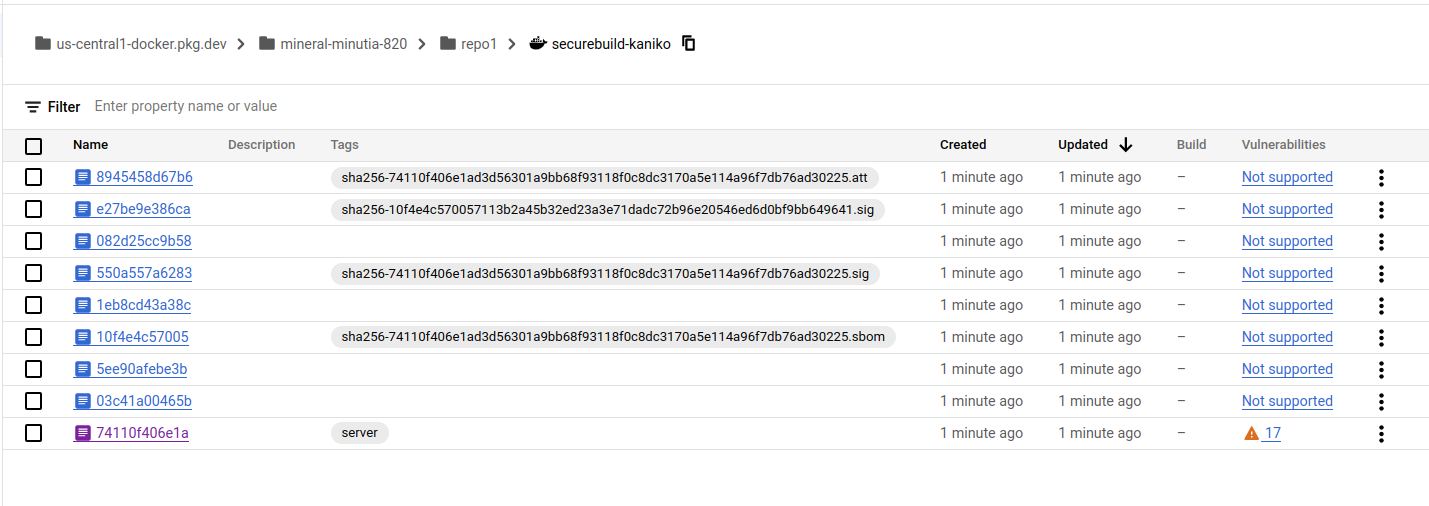 us-central1-docker.pkg.dev > mineral-minutia-820 > repo1 > securebuild-kaniko
Filter Enter property name or value
Name Description Tags Created Updated Build Vulnerabilities
8945458d67b6 sha256-74110f406e1ad3d56301a9bb68f93118f0c8dc3170a5e114a96f7db76ad30225.att 1 minute ago 1 minute ago – Not supported
e27be9e386ca sha256-10f4e4c570057113b2a45b32ed23a3e71dadc72b96e20546ed6d0bf9bb649641.sig 1 minute ago 1 minute ago – Not supported
082d25cc9b58 1 minute ago 1 minute ago – Not supported
550a557a6283 sha256-74110f406e1ad3d56301a9bb68f93118f0c8dc3170a5e114a96f7db76ad30225.sig 1 minute ago 1 minute ago – Not supported
1eb8cd43a38c 1 minute ago 1 minute ago – Not supported
10f4e4c57005 sha256-74110f406e1ad3d56301a9bb68f93118f0c8dc3170a5e114a96f7db76ad30225.sbom 1 minute ago 1 minute ago – Not supported
5ee90afebe3b 1 minute ago 1 minute ago – Not supported
03c41a00465b 1 minute ago 1 minute ago – Not supported
74110f406e1a server 1 minute ago 1 minute ago – 17